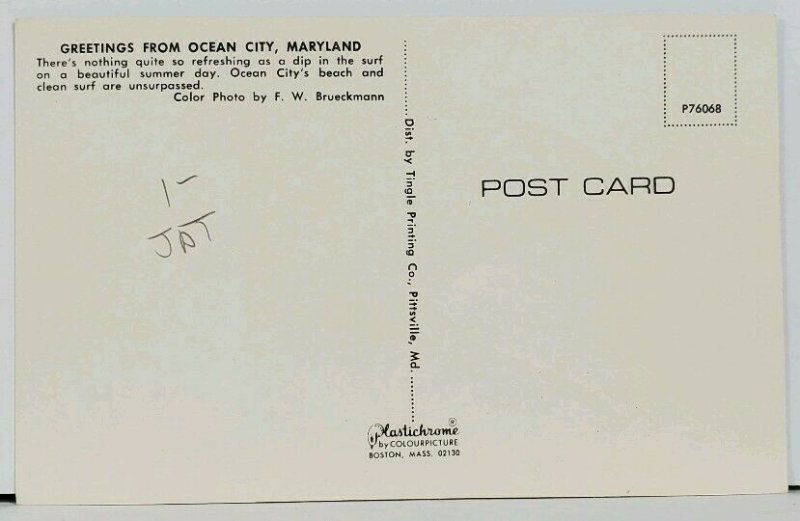 GREETINGS FROM OCEAN CITY, MARYLAND
There's nothing quite so refreshing as a dip in the surf
on a beautiful summer day. Ocean City's beach and
clean surf are unsurpassed.
Color Photo by F. W. Brueckmann
1-
JAT
Dist. by Tingle Printing Co., Pittsville, Md.
Plastichrome®
by COLOURPICTURE
BOSTON, MASS. 02130
P76068
POST CARD